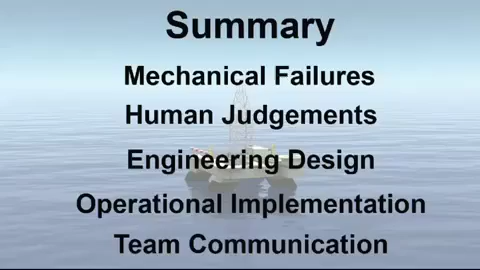 Summary
Mechanical Failures
Human Judgements
Engineering Design
Operational Implementation
Team Communication